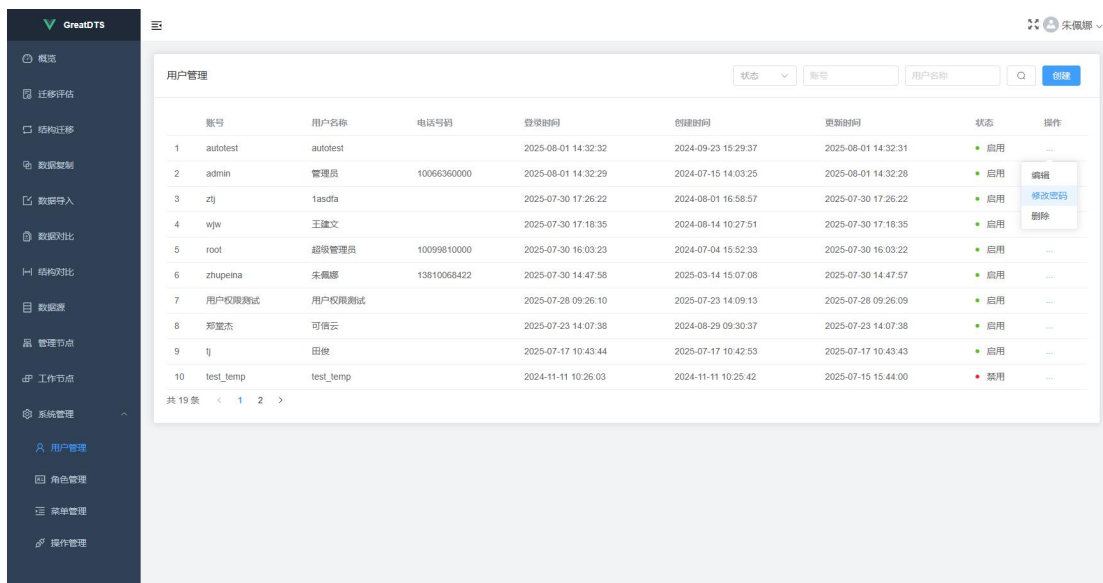 GreatDTS
朱佩娜
概览
迁移评估
结构迁移
数据复制
数据导入
数据对比
结构对比
数据源
管理节点
工作节点
系统管理
用户管理
角色管理
菜单管理
操作管理
用户管理 状态 账号 用户名称 创建
账号 用户名称 电话号码 登录时间 创建时间 更新时间 状态 操作
1 autotest autotest 2025-08-01 14:32:32 2024-09-23 15:29:37 2025-08-01 14:32:31 启用 ...
2 admin 管理员 10066360000 2025-08-01 14:32:29 2024-07-15 14:03:25 2025-08-01 14:32:28 启用
3 ztj 1asdfa 2025-07-30 17:26:22 2024-08-01 16:58:57 2025-07-30 17:26:22 启用
4 wjw 王建文 2025-07-30 17:18:35 2024-08-14 10:27:51 2025-07-30 17:18:35 启用
5 root 超级管理员 10099810000 2025-07-30 16:03:23 2024-07-04 15:52:33 2025-07-30 16:03:22 启用 ...
6 zhupeina 朱佩娜 13810068422 2025-07-30 14:47:58 2025-03-14 15:07:08 2025-07-30 14:47:57 启用 ...
7 用户权限测试 用户权限测试 2025-07-28 09:26:10 2025-07-23 14:09:13 2025-07-28 09:26:09 启用 ...
8 郑堂杰 可信云 2025-07-23 14:07:38 2024-08-29 09:30:37 2025-07-23 14:07:38 启用 ...
9 tj 田俊 2025-07-17 10:43:44 2025-07-17 10:42:53 2025-07-17 10:43:43 启用 ...
10 test_temp test_temp 2024-11-11 10:26:03 2024-11-11 10:25:42 2025-07-15 15:44:00 禁用 ...
编辑
修改密码
删除
共 19 条 < 1 2 >